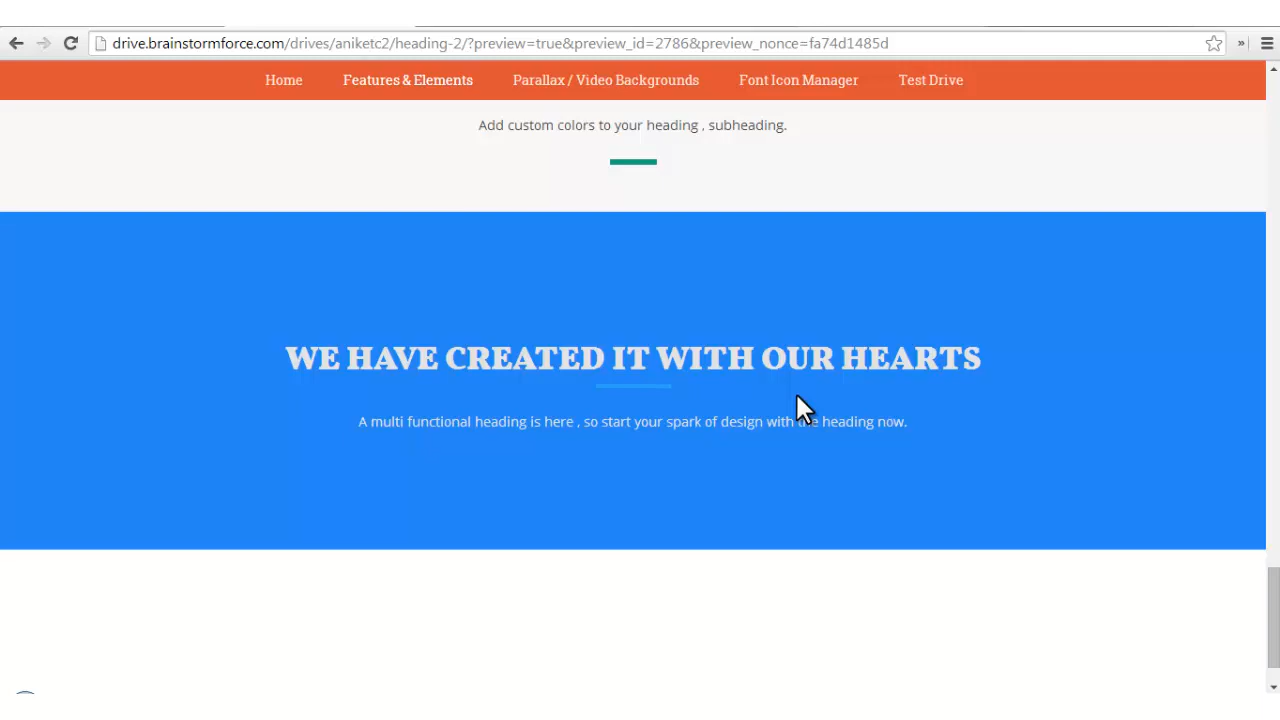 drive.brainstormforce.com/drives/aniketc2/heading-2/?preview=true&preview_id=2786&preview_nonce=fa74d1485d
»
Home Features & Elements Parallax / Video Backgrounds Font Icon Manager Test Drive
Add custom colors to your heading , subheading.
WE HAVE CREATED IT WITH OUR HEARTS
A multi functional heading is here , so start your spark of design with the heading now.